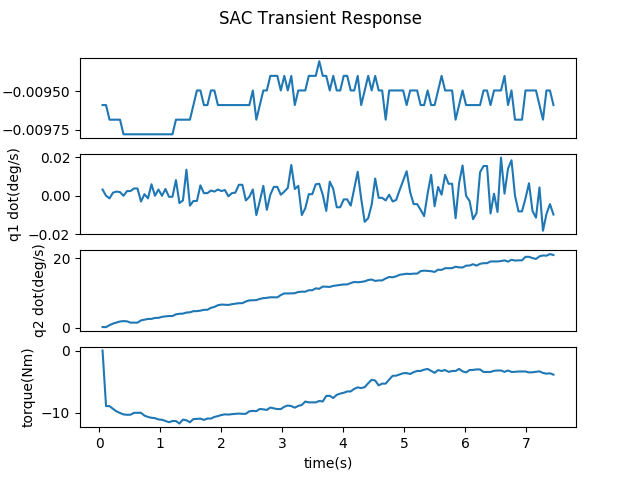 SAC Transient Response
−0.00950
−0.00975
q1 dot(deg/s)
0.02
0.00
−0.02
q2 dot(deg/s)
20
0
torque(Nm)
0
−10
0 1 2 3 4 5 6 7
time(s)